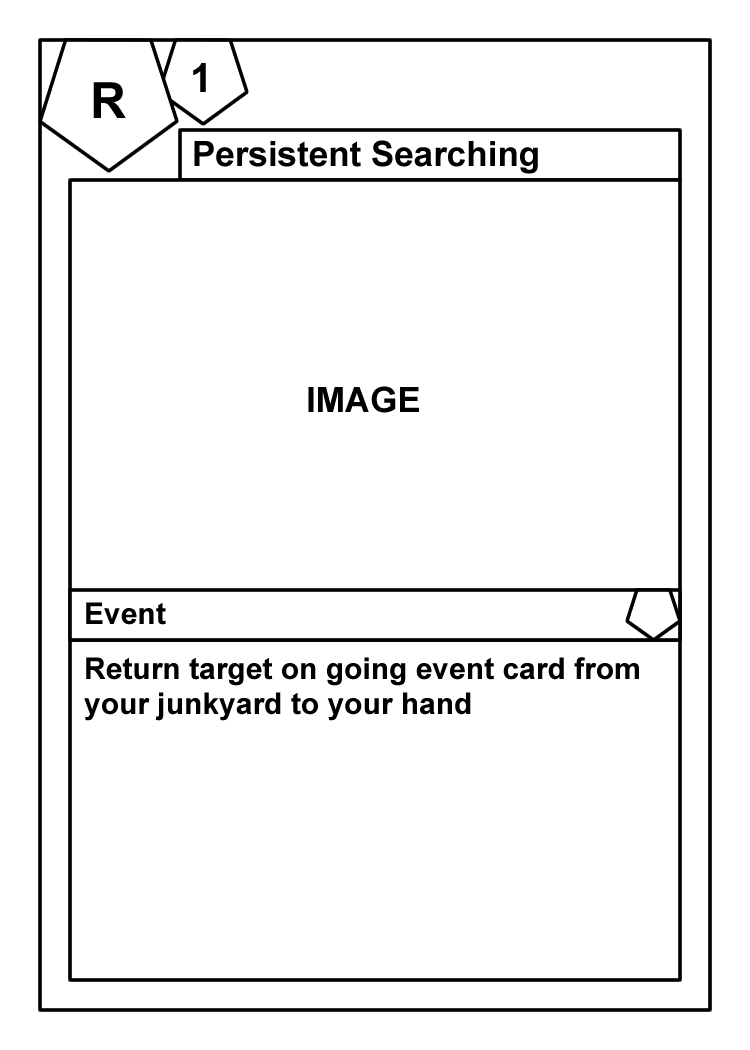 R
1
Persistent Searching
IMAGE
Event
Return target on going event card from
your junkyard to your hand